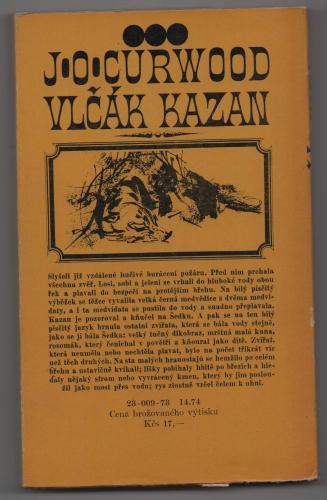 J·O·CURWOOD
VLČÁK KAZAN
Slyšeli již vzdálené hučivé burácení požáru. Před ním prchala
všechna zvěř. Losi, sobi a jeleni se vrhali do hluboké vody obou
řek a plavali do bezpečí na protějším břehu. Na bílý písčitý
výběžek se těžce vyvalila velká černá medvědice s dvěma medví-
ďaty, a i ta medvíďata se pustila do vody a snadno přeplavala.
Kazan je pozoroval a kňučel na Šedku. A pak se na ten bílý
písčitý jazyk hrnula ostatní zvířata, která se bála vody stejně,
jako se jí bála Šedka: velký tučný dikobraz, mrštná malá kuna,
rosomák, který čenichal v povětří a kňoural jako dítě. Zvířat,
která neuměla nebo nechtěla plavat, bylo na počet třikrát víc
než těch druhých. Na sta malých hranostajů se hemžilo po celém
břehu a ustavičně kvikali; lišky pobíhaly hbitě po březích a hle-
daly nějaký strom nebo vyvrácený kmen, který by jim poslou-
žil jako most přes vodu; rys zlostně vrčel čelem k ohni.
23-009-73 14.74
Cena brožovaného výtisku
Kčs 17,—